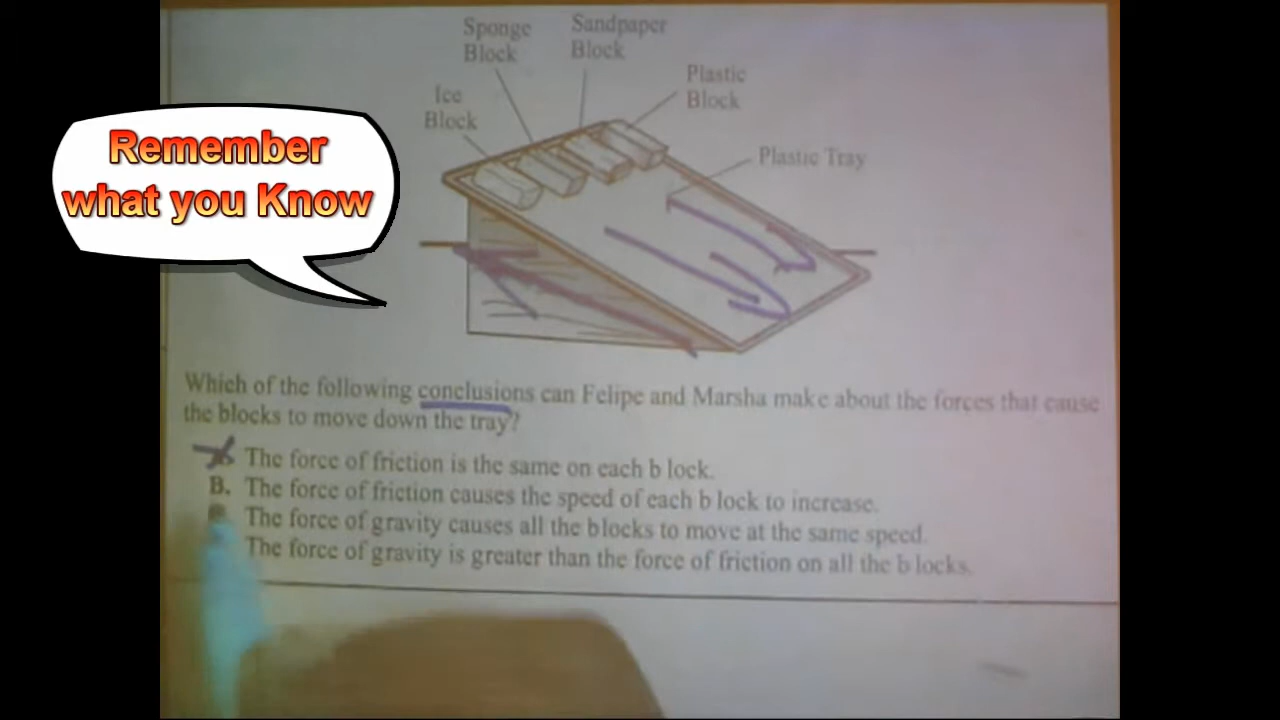 Sponge
Block
Sandpaper
Block
Plastic
Block
Ice
Block
Plastic Tray
Remember
what you Know
Which of the following conclusions can Felipe and Marsha make about the forces that cause
the blocks to move down the tray?
The force of friction is the same on each b lock.
B. The force of friction causes the speed of each b lock to increase.
The force of gravity causes all the blocks to move at the same speed.
The force of gravity is greater than the force of friction on all the b locks.